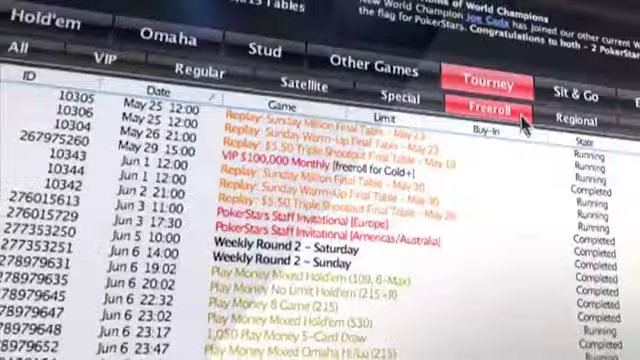 Tables
of World Champions
New World Champion Joe Cada has joined our other current
the flag for PokerStars. Congratulations to both - 2 PokerStars
Hold'em Omaha Stud Other Games Tourney Sit & Go
All VIP Regular Satellite Special Freeroll Regional
ID Date Game Limit Buy-In State
10305 May 25 12:00 Replay: Sunday Million Final Table - May 23 Running
10306 May 25 12:00 Replay: Sunday Warm-Up Final Table - May 23 Running
10304 May 26 21:00 Replay: $5.50 Triple Shootout Final Table - May 19 Running
267975260 May 29 15:00 VIP $100,000 Monthly [freeroll for Gold+] Completed
10343 Jun 1 12:00 Replay: Sunday Million Final Table - May 30 Running
10344 Jun 1 12:00 Replay: Sunday Warm-Up Final Table - May 30 Running
10342 Jun 2 21:00 Replay: $5.50 Triple Shootout Final Table - May 26 Running
276015613 Jun 3 11:00 PokerStars Staff Invitational [Europe] Completed
276015729 Jun 3 17:30 PokerStars Staff Invitational [Americas/Australia] Completed
277353250 Jun 5 10:00 Weekly Round 2 - Saturday Completed
277353251 Jun 6 14:00 Weekly Round 2 - Sunday Completed
278979631 Jun 6 19:02 Play Money Mixed Hold'em (109, 6-Max) Completed
278979635 Jun 6 20:02 Play Money No Limit Hold'em (215+R) Completed
278979652 Jun 6 22:32 Play Money 8 Game (215) Completed
278979647 Jun 6 23:02 Play Money Mixed Hold'em (530) Running
278979648 Jun 6 23:17 1,050 Play Money 5-Card Draw Completed
78979652 Jun 6 23:47 Play Money Mixed Omaha Hi/Lo (215) Completed